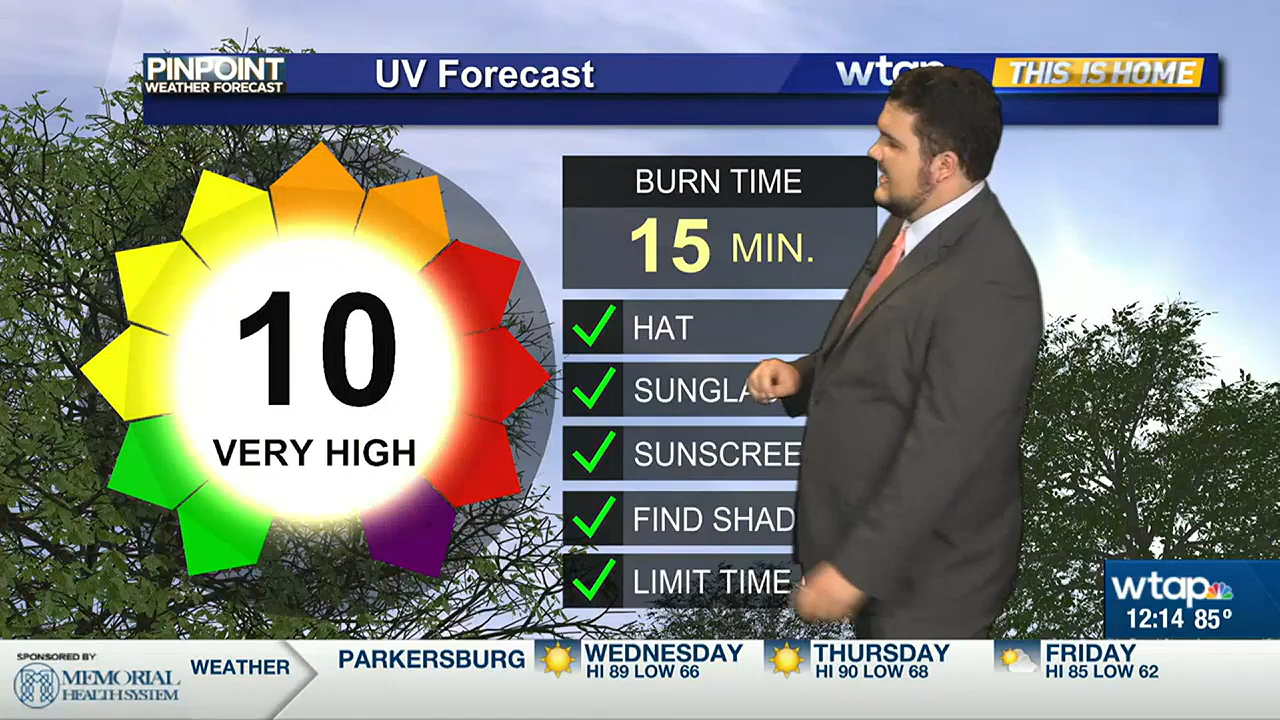 PINPOINT
WEATHER FORECAST
UV Forecast
wtap
THIS IS HOME
10
VERY HIGH
BURN TIME
15 MIN.
HAT
SUNGLA
SUNSCREE
FIND SHAD
LIMIT TIME
wtap
12:14 85°
SPONSORED BY
MEMORIAL
HEALTH SYSTEM
WEATHER
PARKERSBURG
WEDNESDAY
HI 89 LOW 66
THURSDAY
HI 90 LOW 68
FRIDAY
HI 85 LOW 62